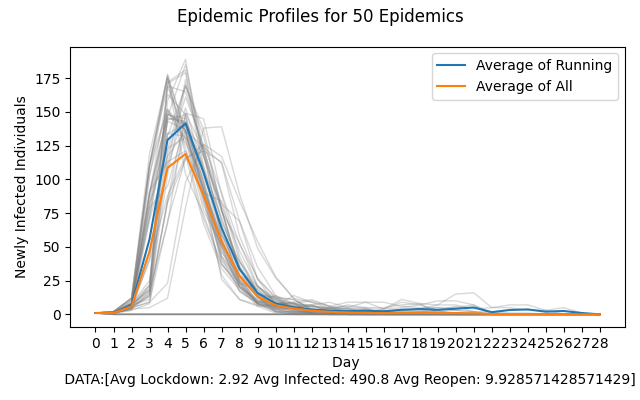 Epidemic Profiles for 50 Epidemics
Average of Running
Average of All
Newly Infected Individuals
175
150
125
100
75
50
25
0
0 1 2 3 4 5 6 7 8 9 10 11 12 13 14 15 16 17 18 19 20 21 22 23 24 25 26 27 28
Day
DATA:[Avg Lockdown: 2.92 Avg Infected: 490.8 Avg Reopen: 9.928571428571429]